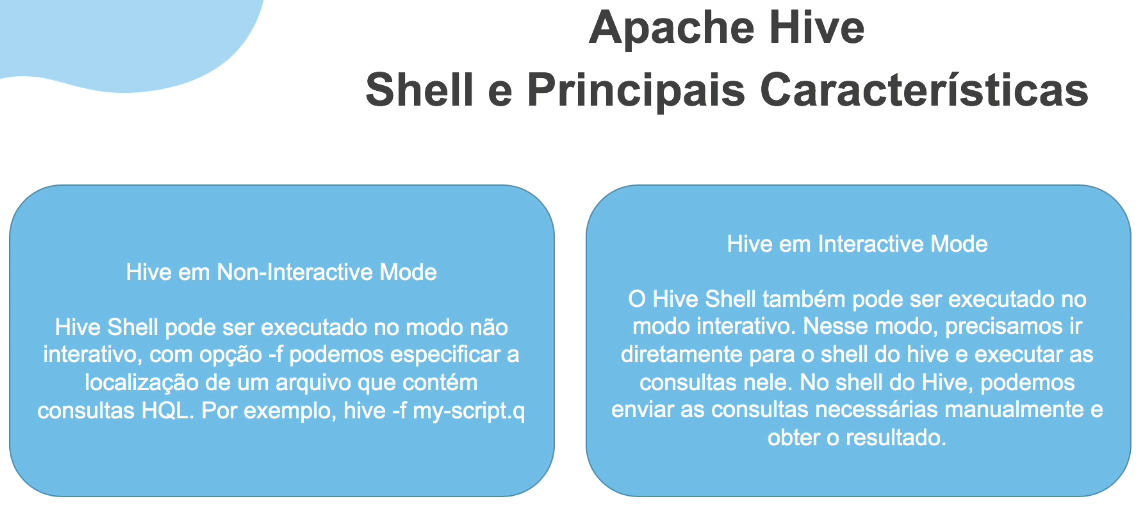 Apache Hive
Shell e Principais Características
Hive em Non-Interactive Mode
Hive Shell pode ser executado no modo não
interativo, com opção -f podemos especificar a
localização de um arquivo que contém
consultas HQL. Por exemplo, hive -f my-script.q
Hive em Interactive Mode
O Hive Shell também pode ser executado no
modo interativo. Nesse modo, precisamos ir
diretamente para o shell do hive e executar as
consultas nele. No shell do Hive, podemos
enviar as consultas necessárias manualmente e
obter o resultado.